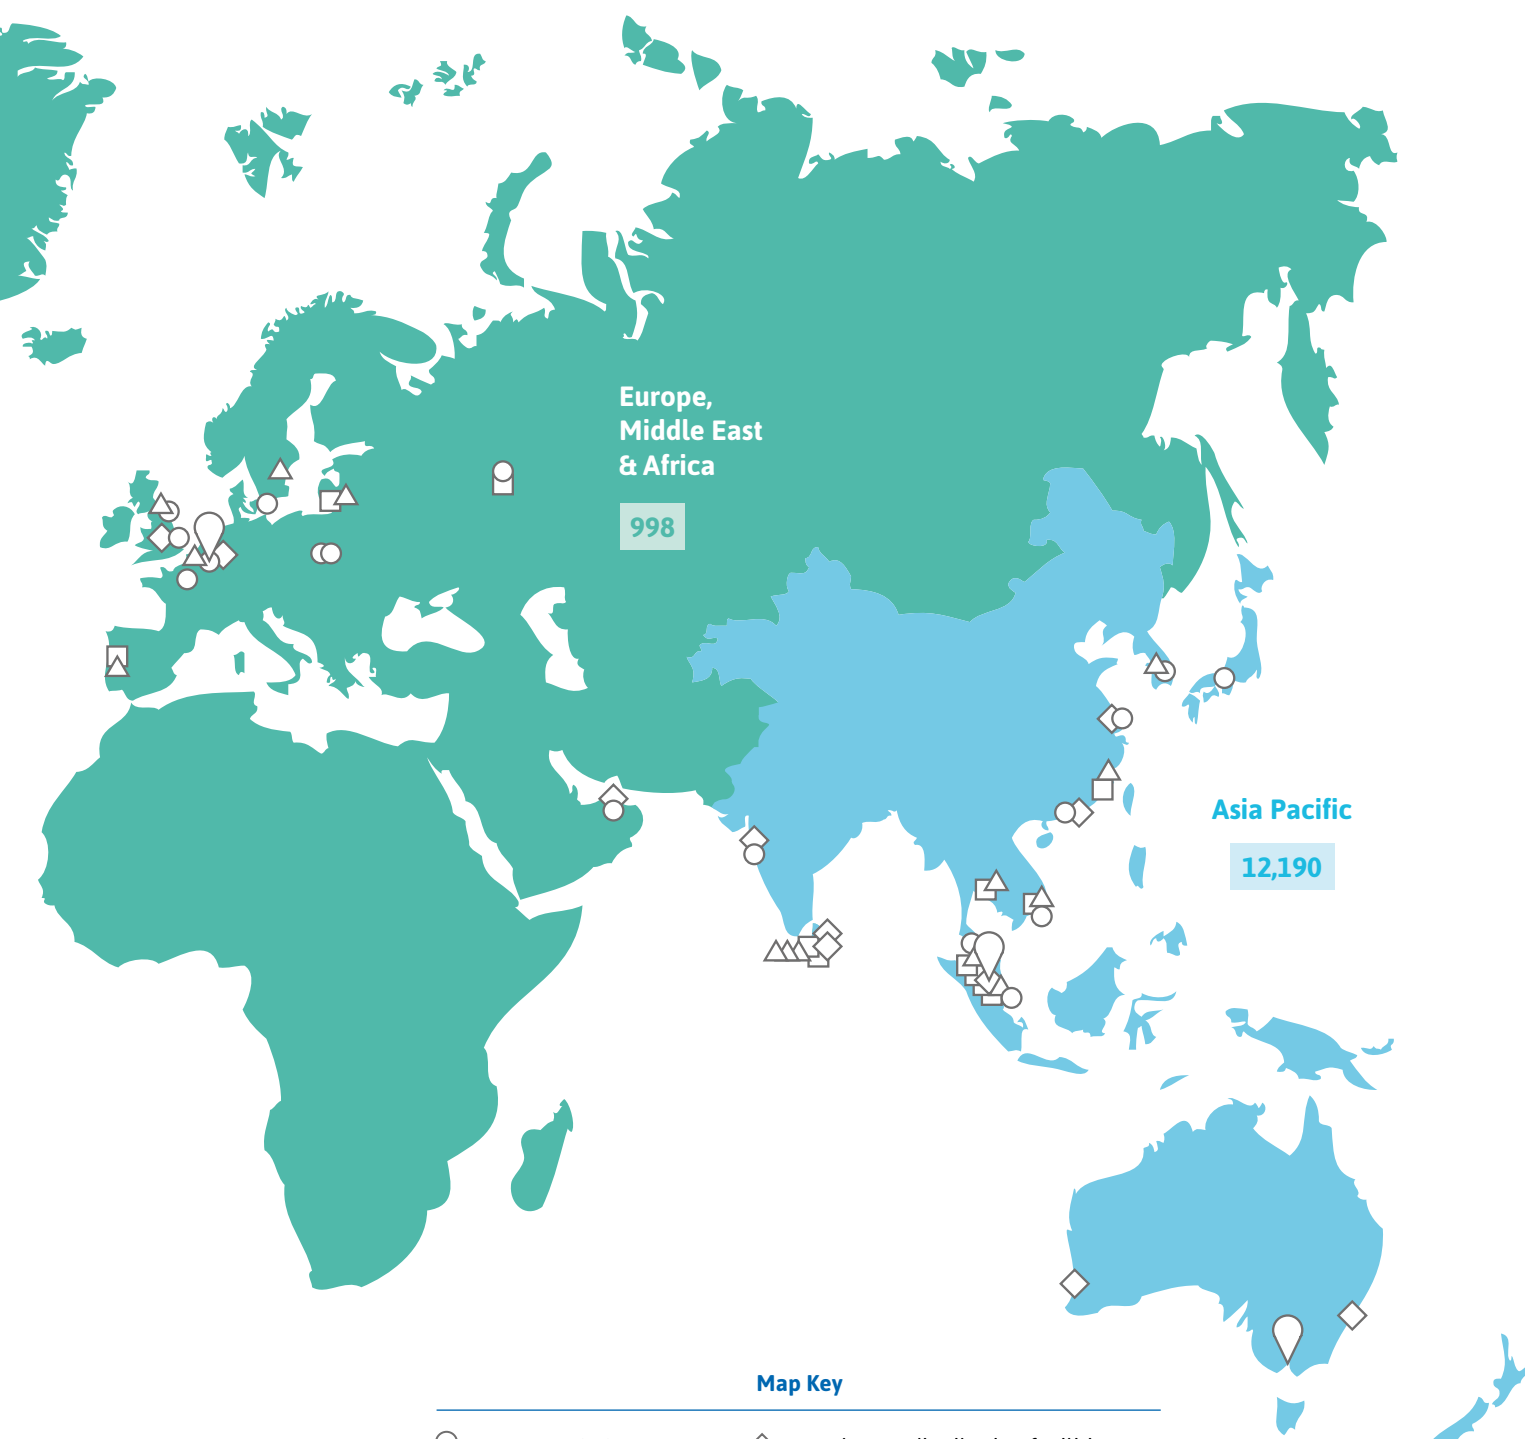 Europe,
Middle East
& Africa
998
Asia Pacific
12,190
Map Key